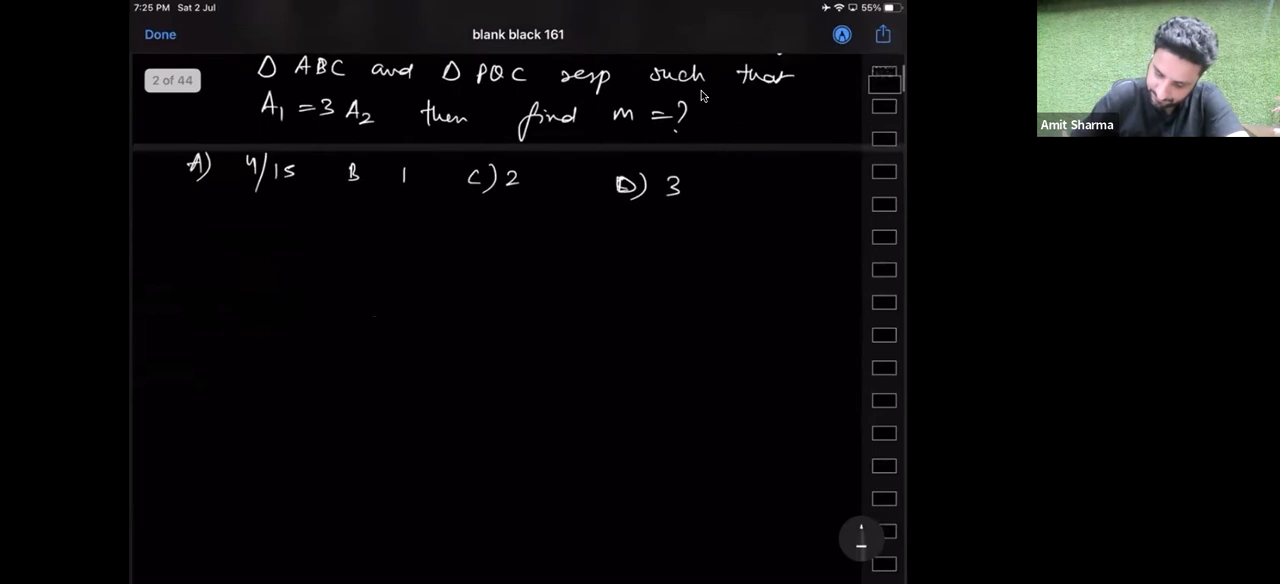 7:25 PM Sat 2 Jul
55%
Done
blank black 161
2 of 44
Δ ABC and Δ PQC resp such that
A₁ = 3 A₂ then find m = ?
A) 4/15 B 1 C) 2 D) 3
Amit Sharma